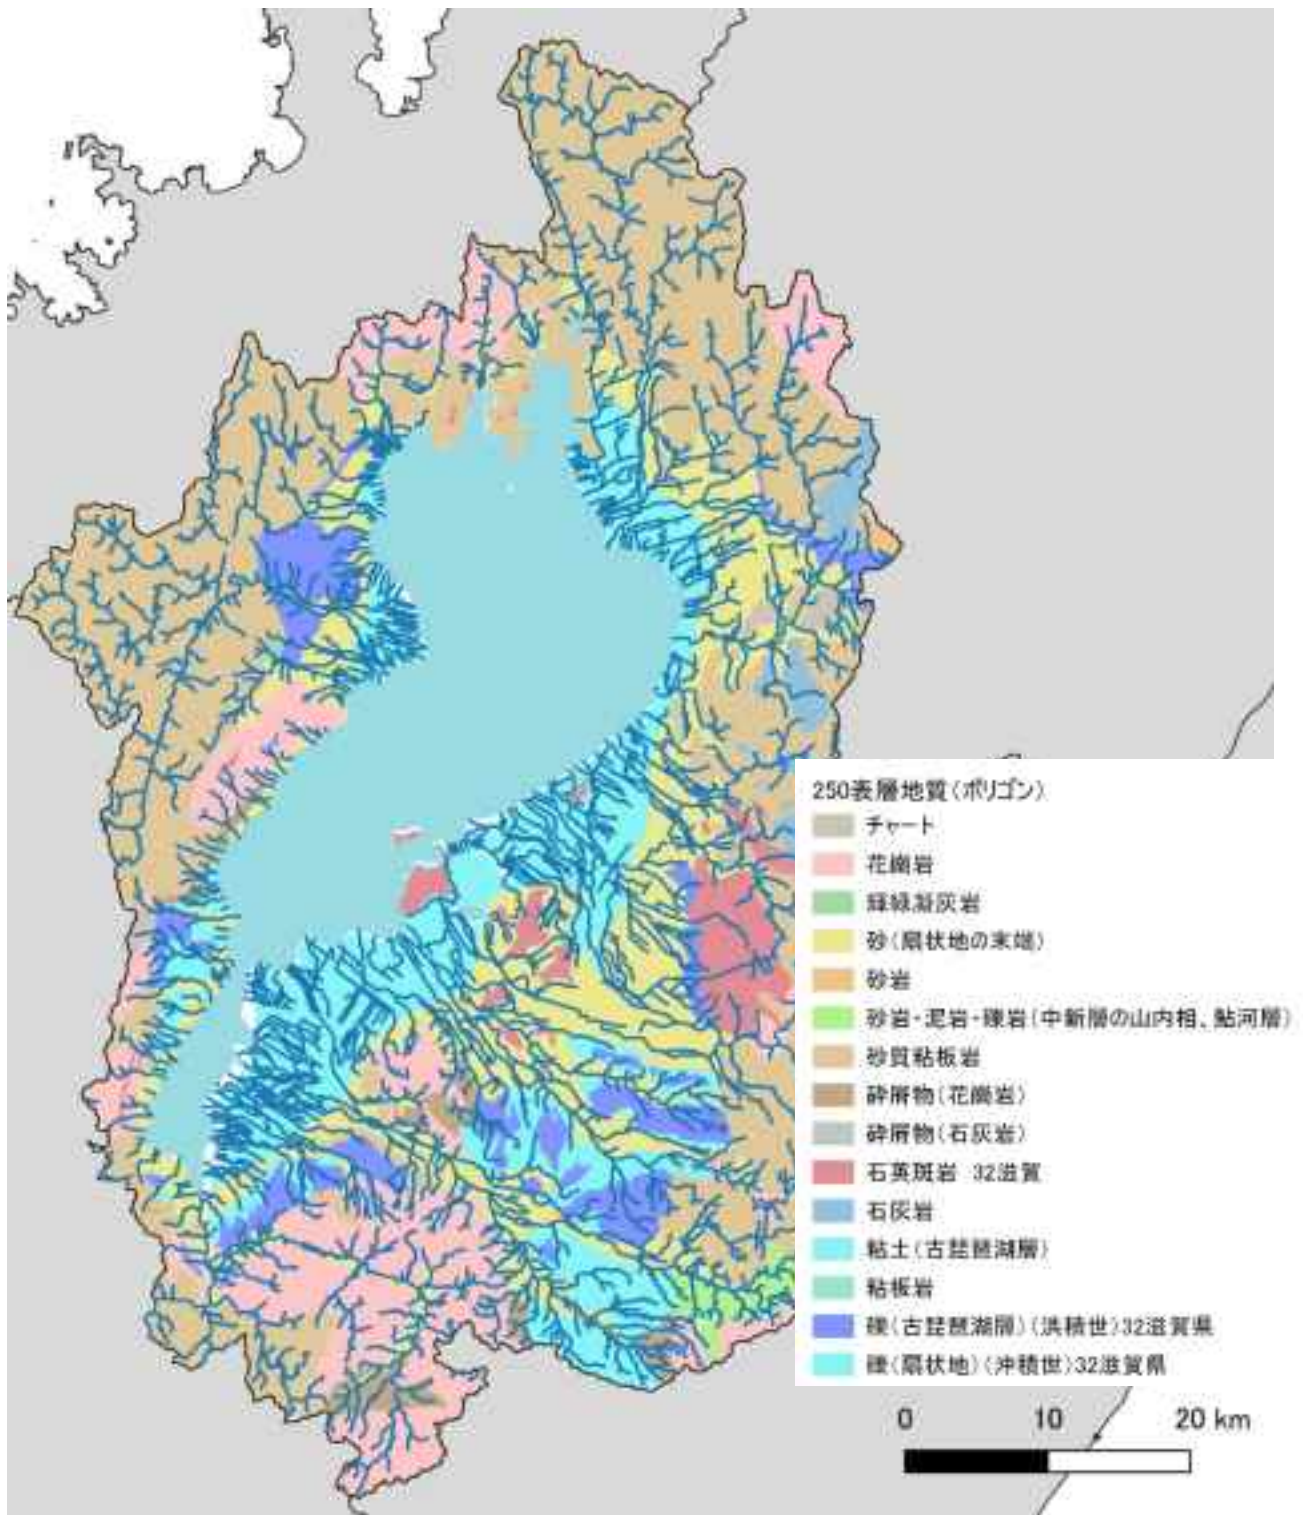 250表層地質(ポリゴン)
チャート
花崗岩
輝緑凝灰岩
砂(扇状地の末端)
砂岩
砂岩・泥岩・礫岩(中新層の山内相、鮎河層)
砂質粘板岩
砕屑物(花崗岩)
砕屑物(石灰岩)
石英斑岩 32滋賀
石灰岩
粘土(古琵琶湖層)
粘板岩
礫(古琵琶湖層)(洪積世)32滋賀県
礫(扇状地)(沖積世)32滋賀県
0 10 20 km